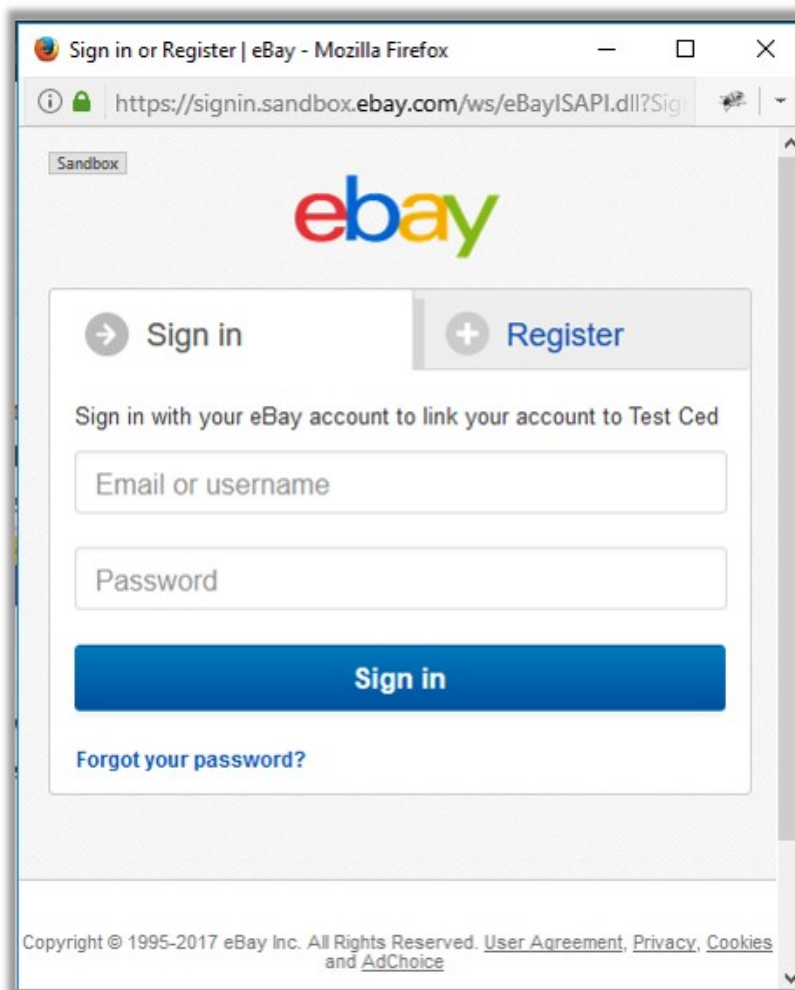 Sign in or Register | eBay - Mozilla Firefox
https://signin.sandbox.ebay.com/ws/eBayISAPI.dll?Sig
Sandbox
ebay
Sign in
Register
Sign in with your eBay account to link your account to Test Ced
Email or username
Password
Sign in
Forgot your password?
Copyright © 1995-2017 eBay Inc. All Rights Reserved. User Agreement, Privacy, Cookies
and AdChoice